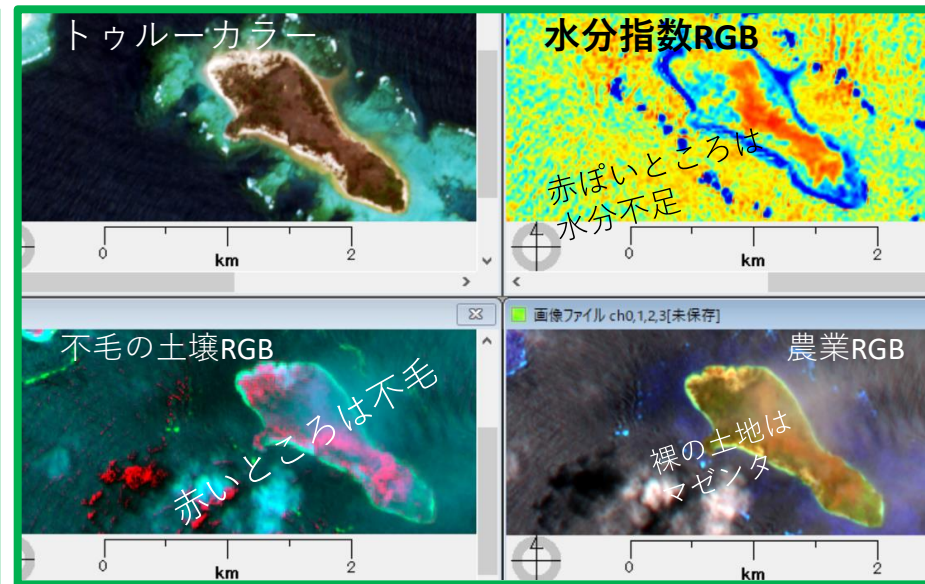 トゥルーカラー
水分指数RGB
赤ぽいところは
水分不足
0
km
2
0
km
2
画像ファイル ch0,1,2,3[未保存]
不毛の土壌RGB
農業RGB
赤いところは不毛
裸の土地は
マゼンタ
0
km
2
0
km
2